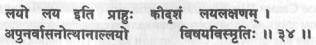 लयो लय इति प्राहुः कीदृशं लयलक्षणम् ।
अपुनर्वासनोत्थानाल्लयो विषयविस्मृतिः ।। ३४ ।।